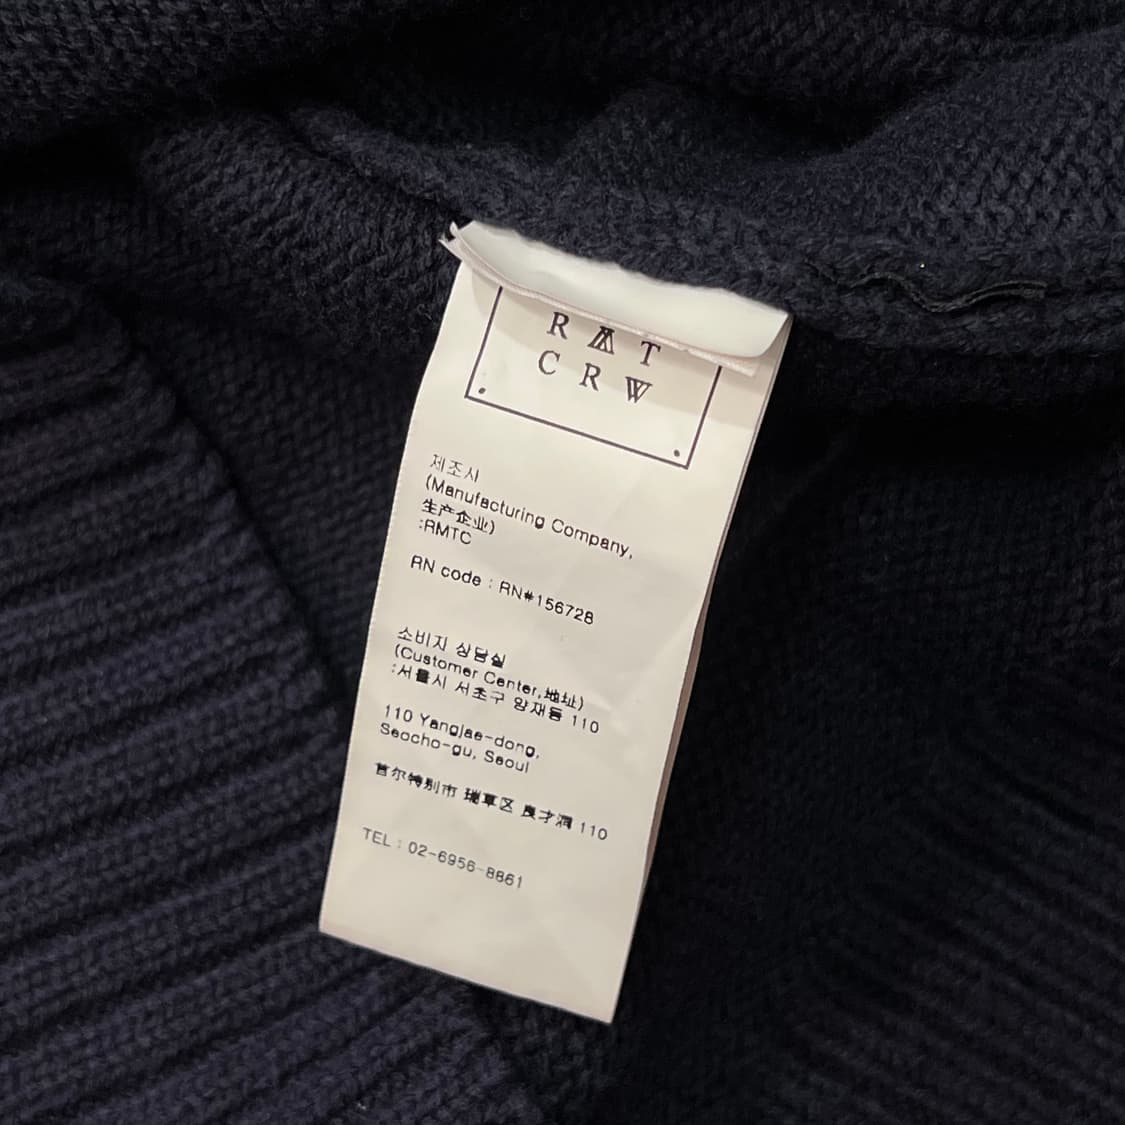 R A T
C R W
제조사
(Manufacturing Company,
生产企业)
:RMTC
RN code : RN#156728
소비자 상담실
(Customer Center,地址)
:서울시 서초구 양재동 110
110 Yangjae-dong,
Seocho-gu, Seoul
首尔特别市 瑞草区 良才洞 110
TEL : 02-6956-8861